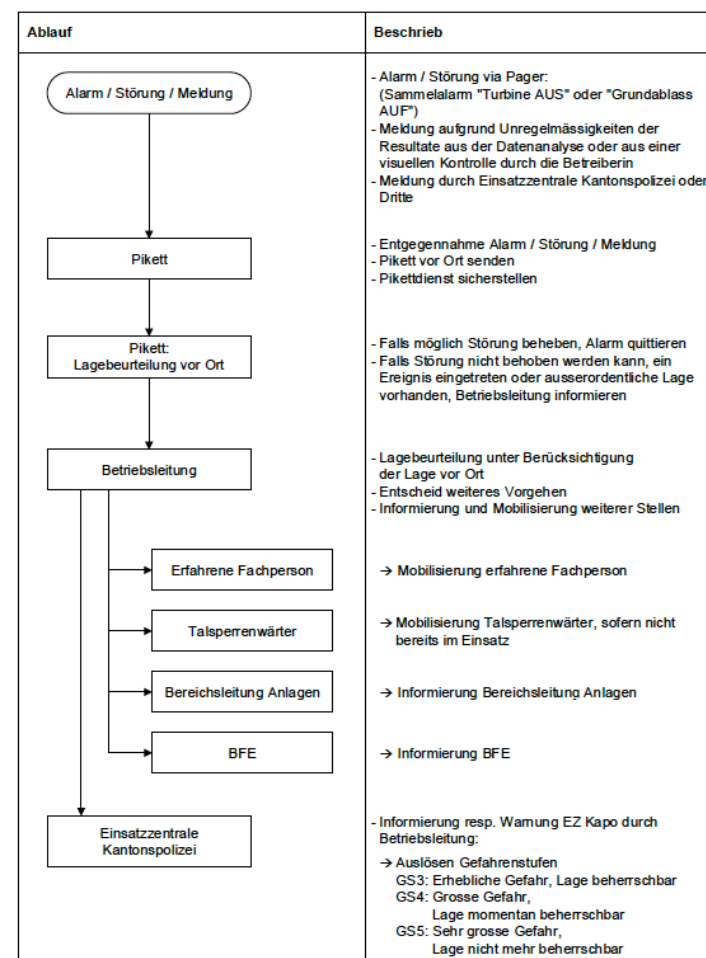 Ablauf
Beschrieb
Alarm / Störung / Meldung
- Alarm / Störung via Pager:
(Sammelalarm "Turbine AUS" oder "Grundablass
AUF")
- Meldung aufgrund Unregelmässigkeiten der
Resultate aus der Datenanalyse oder aus einer
visuellen Kontrolle durch die Betreiberin
- Meldung durch Einsatzzentrale Kantonspolizei oder
Dritte
Pikett
- Entgegennahme Alarm / Störung / Meldung
- Pikett vor Ort senden
- Pikettdienst sicherstellen
Pikett:
Lagebeurteilung vor Ort
- Falls möglich Störung beheben, Alarm quittieren
- Falls Störung nicht behoben werden kann, ein
Ereignis eingetreten oder ausserordentliche Lage
vorhanden, Betriebsleitung informieren
Betriebsleitung
- Lagebeurteilung unter Berücksichtigung
der Lage vor Ort
- Entscheid weiteres Vorgehen
- Informierung und Mobilisierung weiterer Stellen
Erfahrene Fachperson
→ Mobilisierung erfahrene Fachperson
Talsperrenwärter
→ Mobilisierung Talsperrenwärter, sofern nicht
bereits im Einsatz
Bereichsleitung Anlagen
→ Informierung Bereichsleitung Anlagen
BFE
→ Informierung BFE
Einsatzzentrale
Kantonspolizei
- Informierung resp. Warnung EZ Kapo durch
Betriebsleitung:
→ Auslösen Gefahrenstufen
GS3: Erhebliche Gefahr, Lage beherrschbar
GS4: Grosse Gefahr,
Lage momentan beherrschbar
GS5: Sehr grosse Gefahr,
Lage nicht mehr beherrschbar